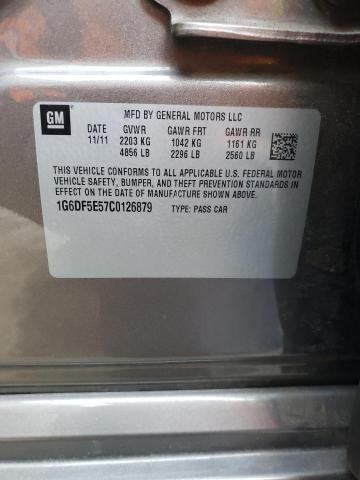 GM
MFD BY GENERAL MOTORS LLC
DATE GVWR GAWR FRT GAWR RR
11/11 2203 KG 1042 KG 1161 KG
4856 LB 2296 LB 2560 LB
THIS VEHICLE CONFORMS TO ALL APPLICABLE U.S. FEDERAL MOTOR
VEHICLE SAFETY, BUMPER, AND THEFT PREVENTION STANDARDS IN
EFFECT ON THE DATE OF MANUFACTURE SHOWN ABOVE.
1G6DF5E57C0126879 TYPE: PASS CAR